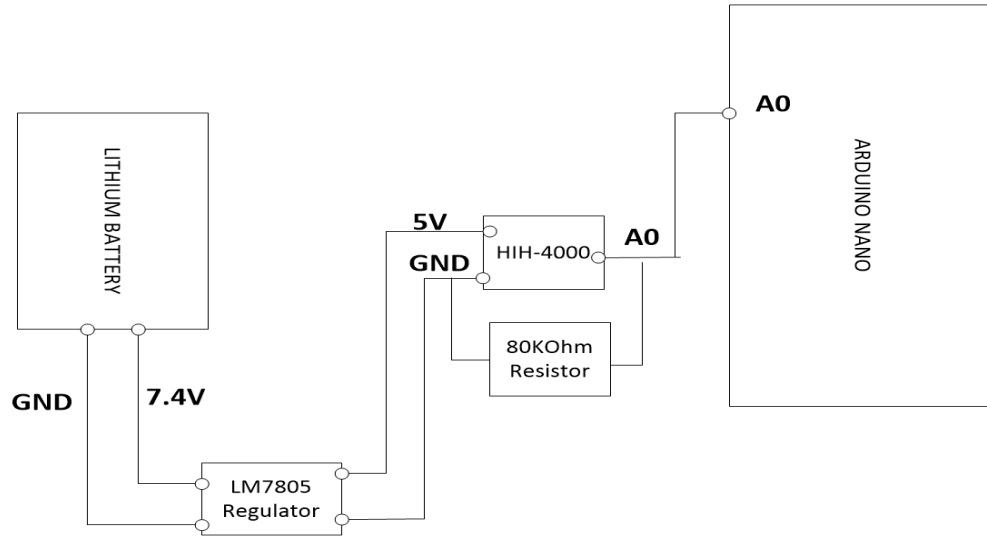 A0
ARDUINO NANO
LITHIUM BATTERY
5V
HIH-4000
A0
GND
80KOhm
Resistor
GND
7.4V
LM7805
Regulator